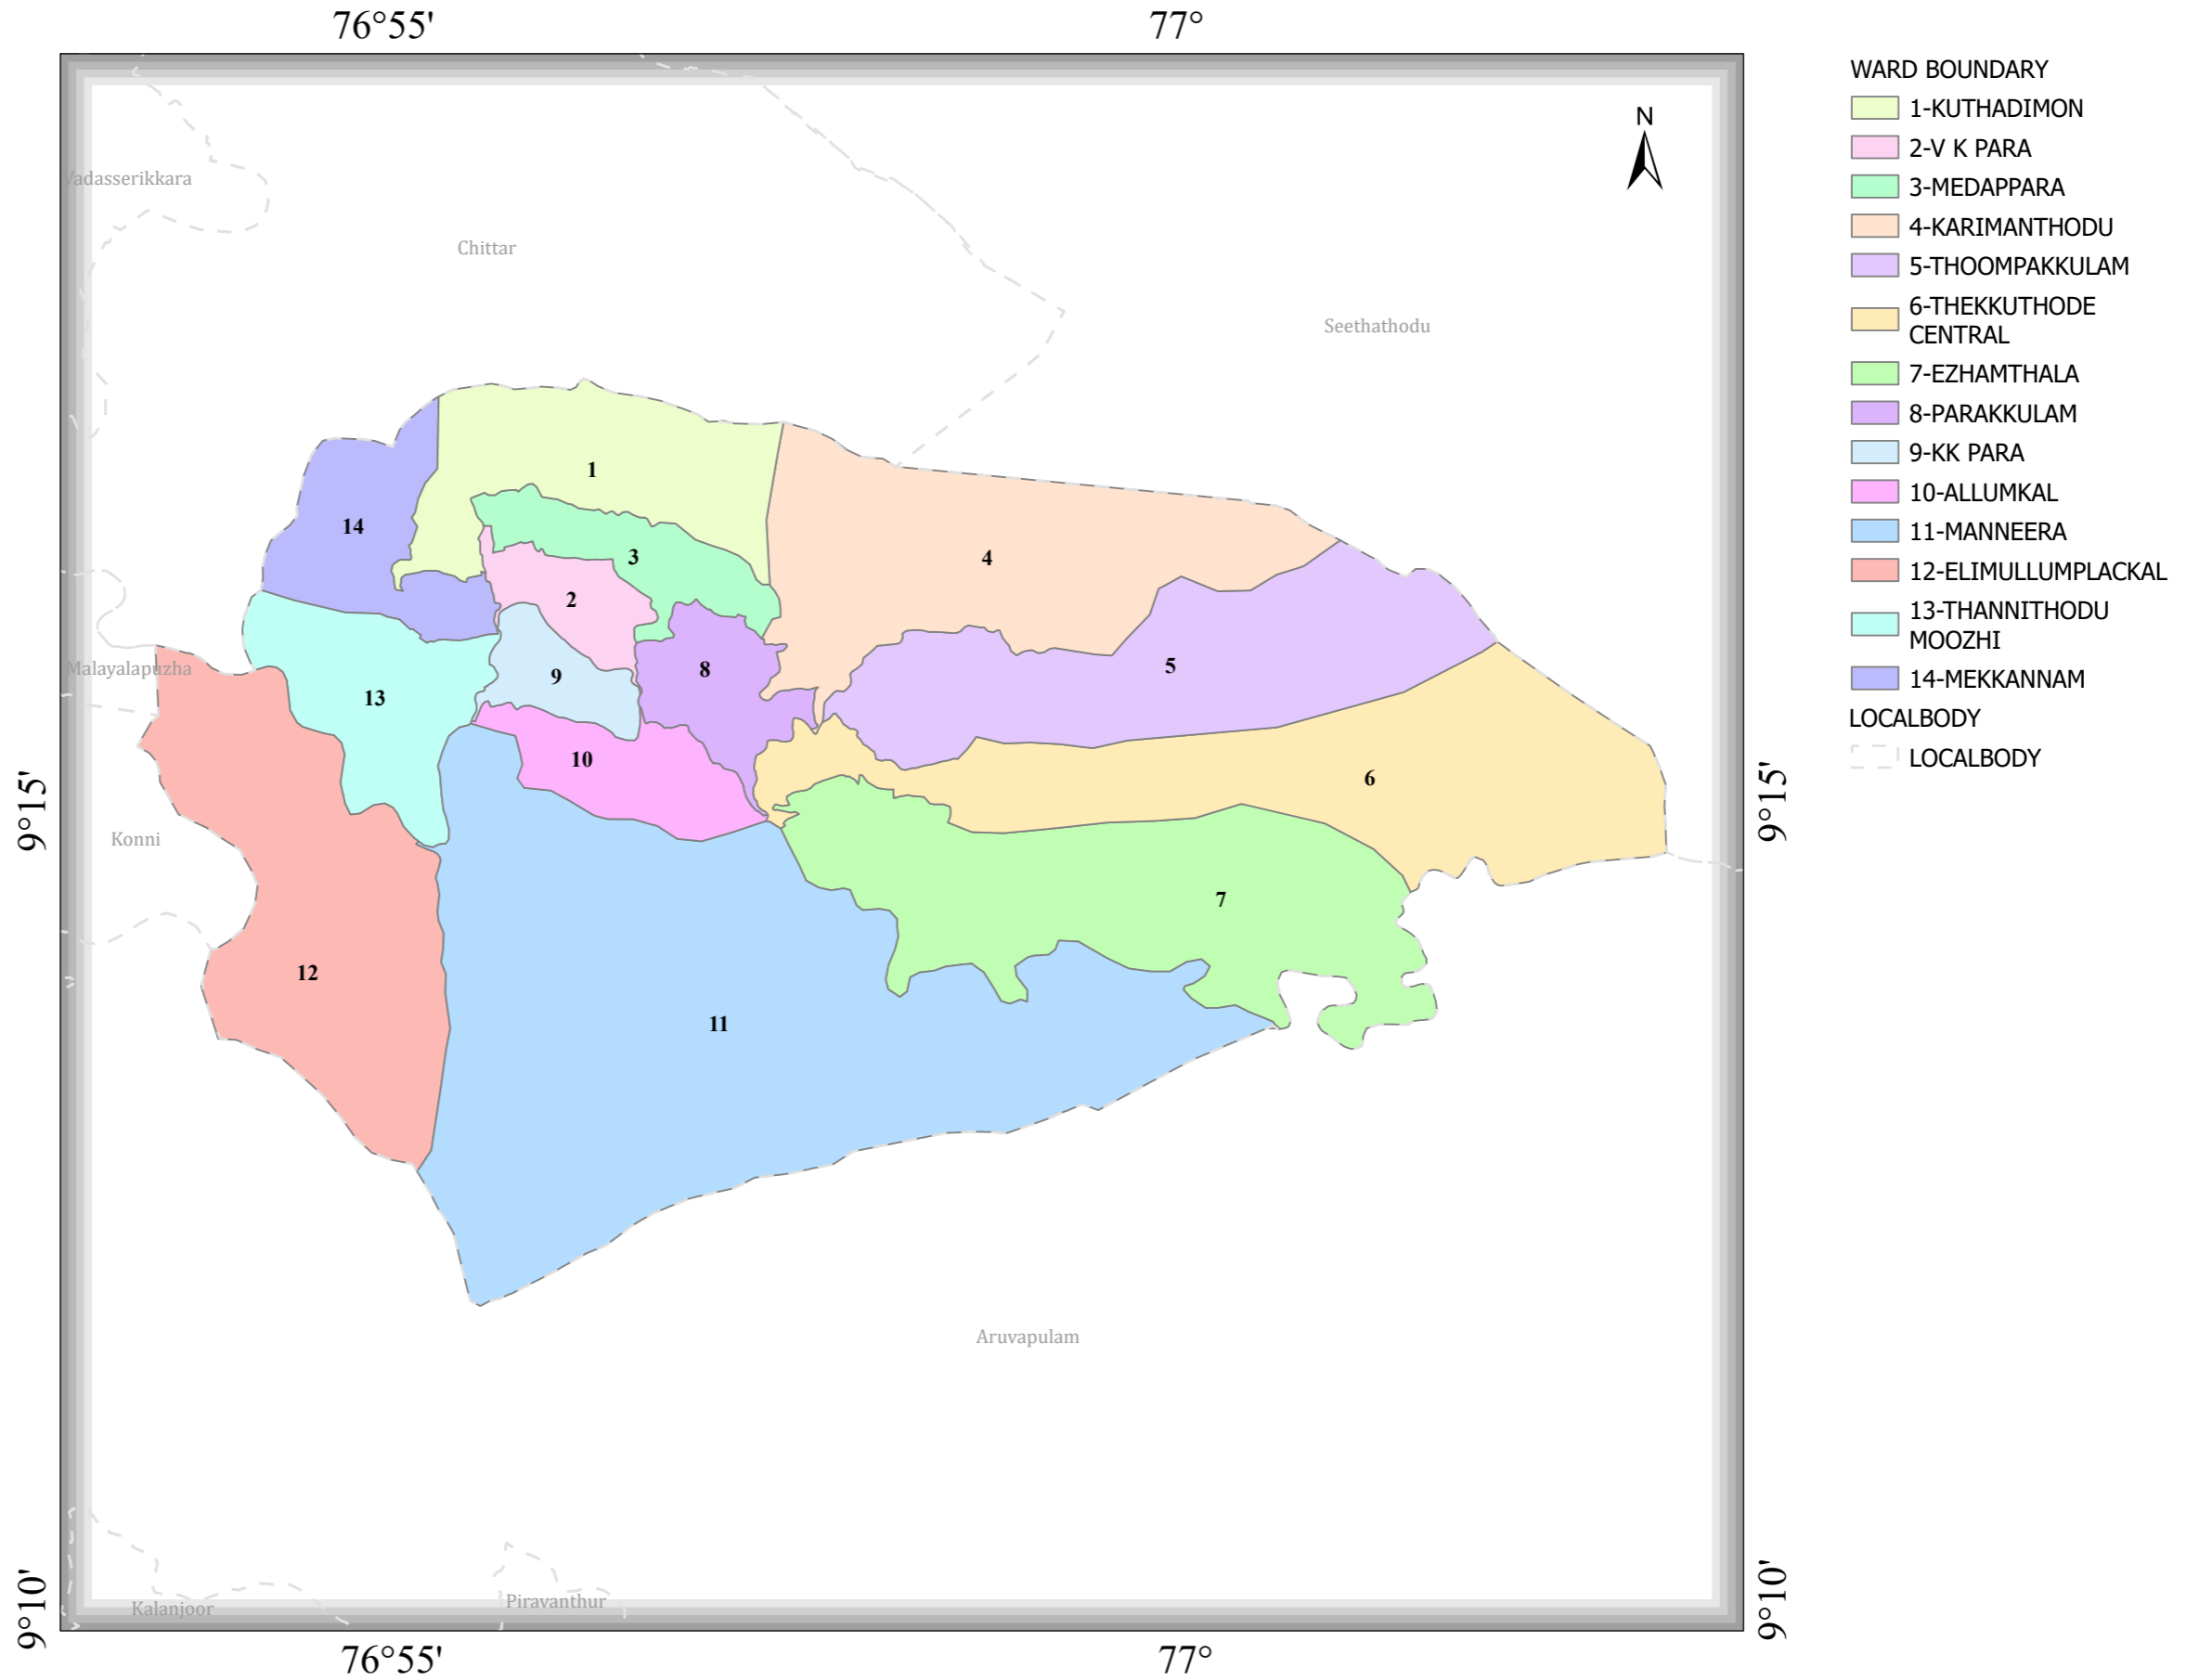 76°55'
77°
WARD BOUNDARY
1-KUTHADIMON
2-V K PARA
3-MEDAPPARA
4-KARIMANTHODU
5-THOOMPAKKULAM
6-THEKKUTHODE
CENTRAL
7-EZHAMTHALA
8-PARAKKULAM
9-KK PARA
10-ALLUMKAL
11-MANNEERA
12-ELIMULLUMPLACKAL
13-THANNITHODU
MOOZHI
14-MEKKANNAM
LOCALBODY
LOCALBODY
N
Vadasserikkara
Chittar
Seethathodu
1
14
3
4
2
5
8
9
Malayalapuzha
13
10
6
9°15'
9°15'
Konni
7
12
11
Aruvapulam
9°10'
9°10'
Kalanjoor
Piravanthur
76°55'
77°